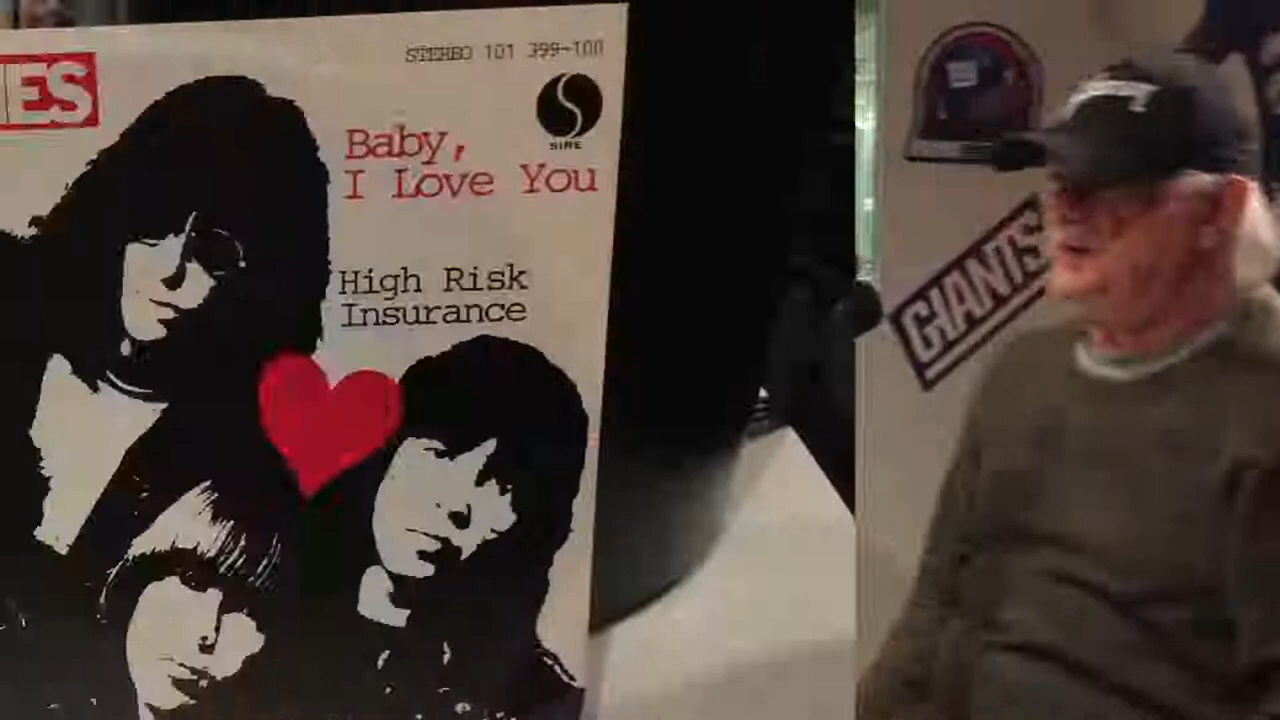 ES
STEREO 101 399-100
SIRE
Baby,
I Love You
High Risk
Insurance
GIANTS